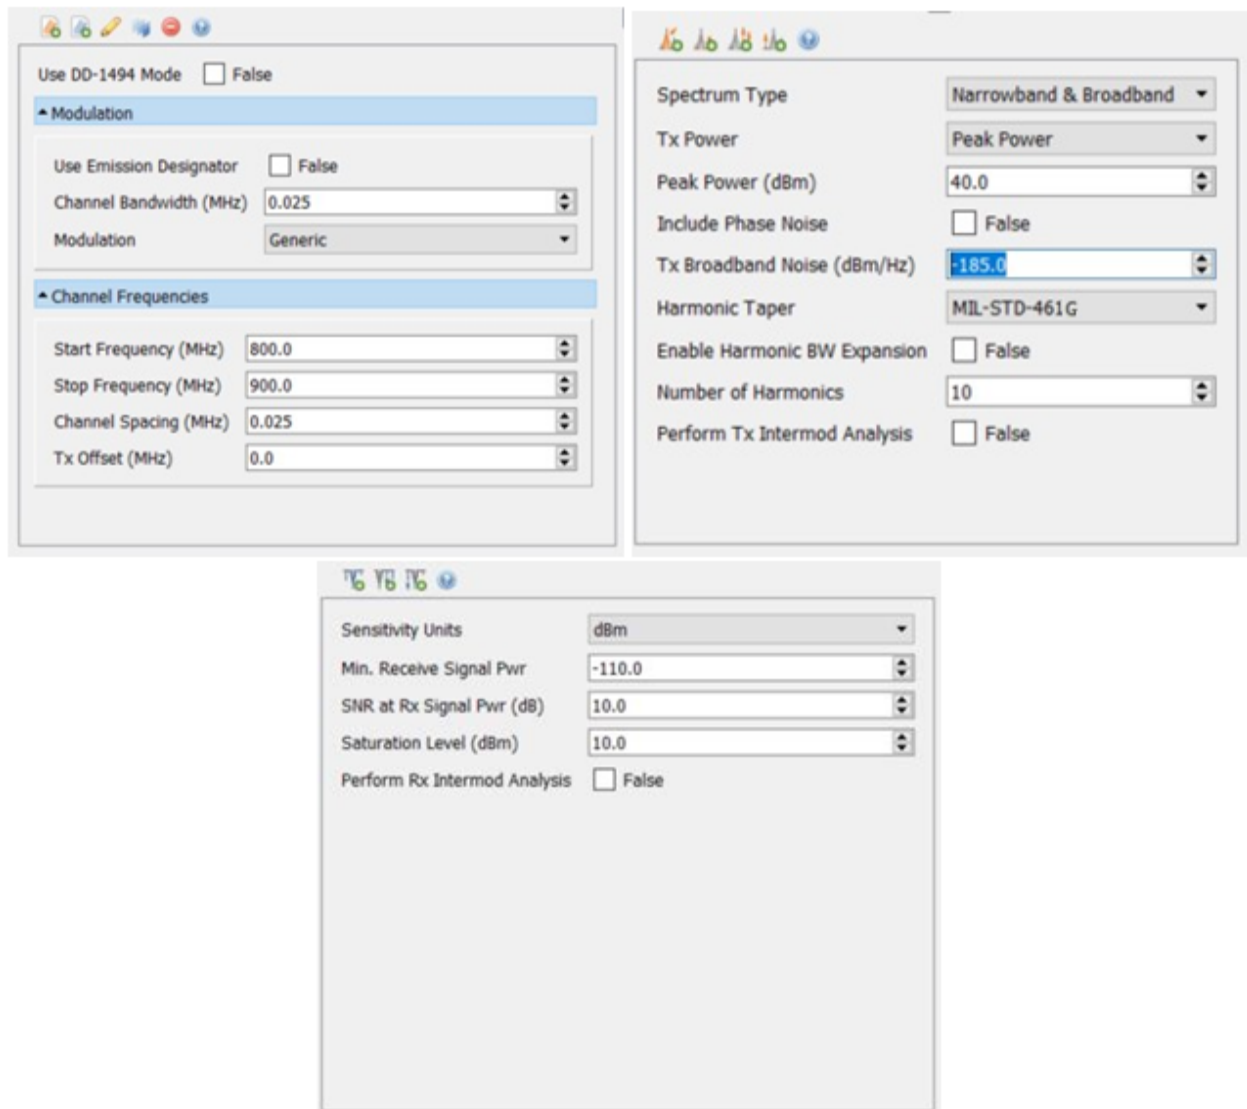 Use DD-1494 Mode False
Modulation
Use Emission Designator False
Channel Bandwidth (MHz) 0.025
Modulation Generic
Channel Frequencies
Start Frequency (MHz) 800.0
Stop Frequency (MHz) 900.0
Channel Spacing (MHz) 0.025
Tx Offset (MHz) 0.0
Spectrum Type Narrowband & Broadband
Tx Power Peak Power
Peak Power (dBm) 40.0
Include Phase Noise False
Tx Broadband Noise (dBm/Hz) -185.0
Harmonic Taper MIL-STD-461G
Enable Harmonic BW Expansion False
Number of Harmonics 10
Perform Tx Intermod Analysis False
Sensitivity Units dBm
Min. Receive Signal Pwr -110.0
SNR at Rx Signal Pwr (dB) 10.0
Saturation Level (dBm) 10.0
Perform Rx Intermod Analysis False